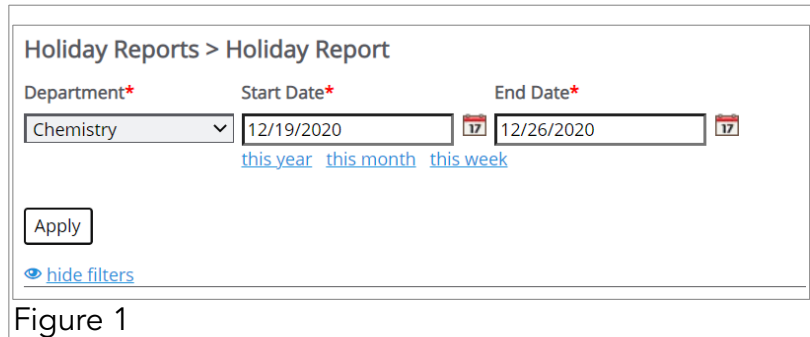 Holiday Reports > Holiday Report
Department* Start Date* End Date*
Chemistry 12/19/2020 17 12/26/2020 17
this year this month this week
Apply
hide filters
Figure 1